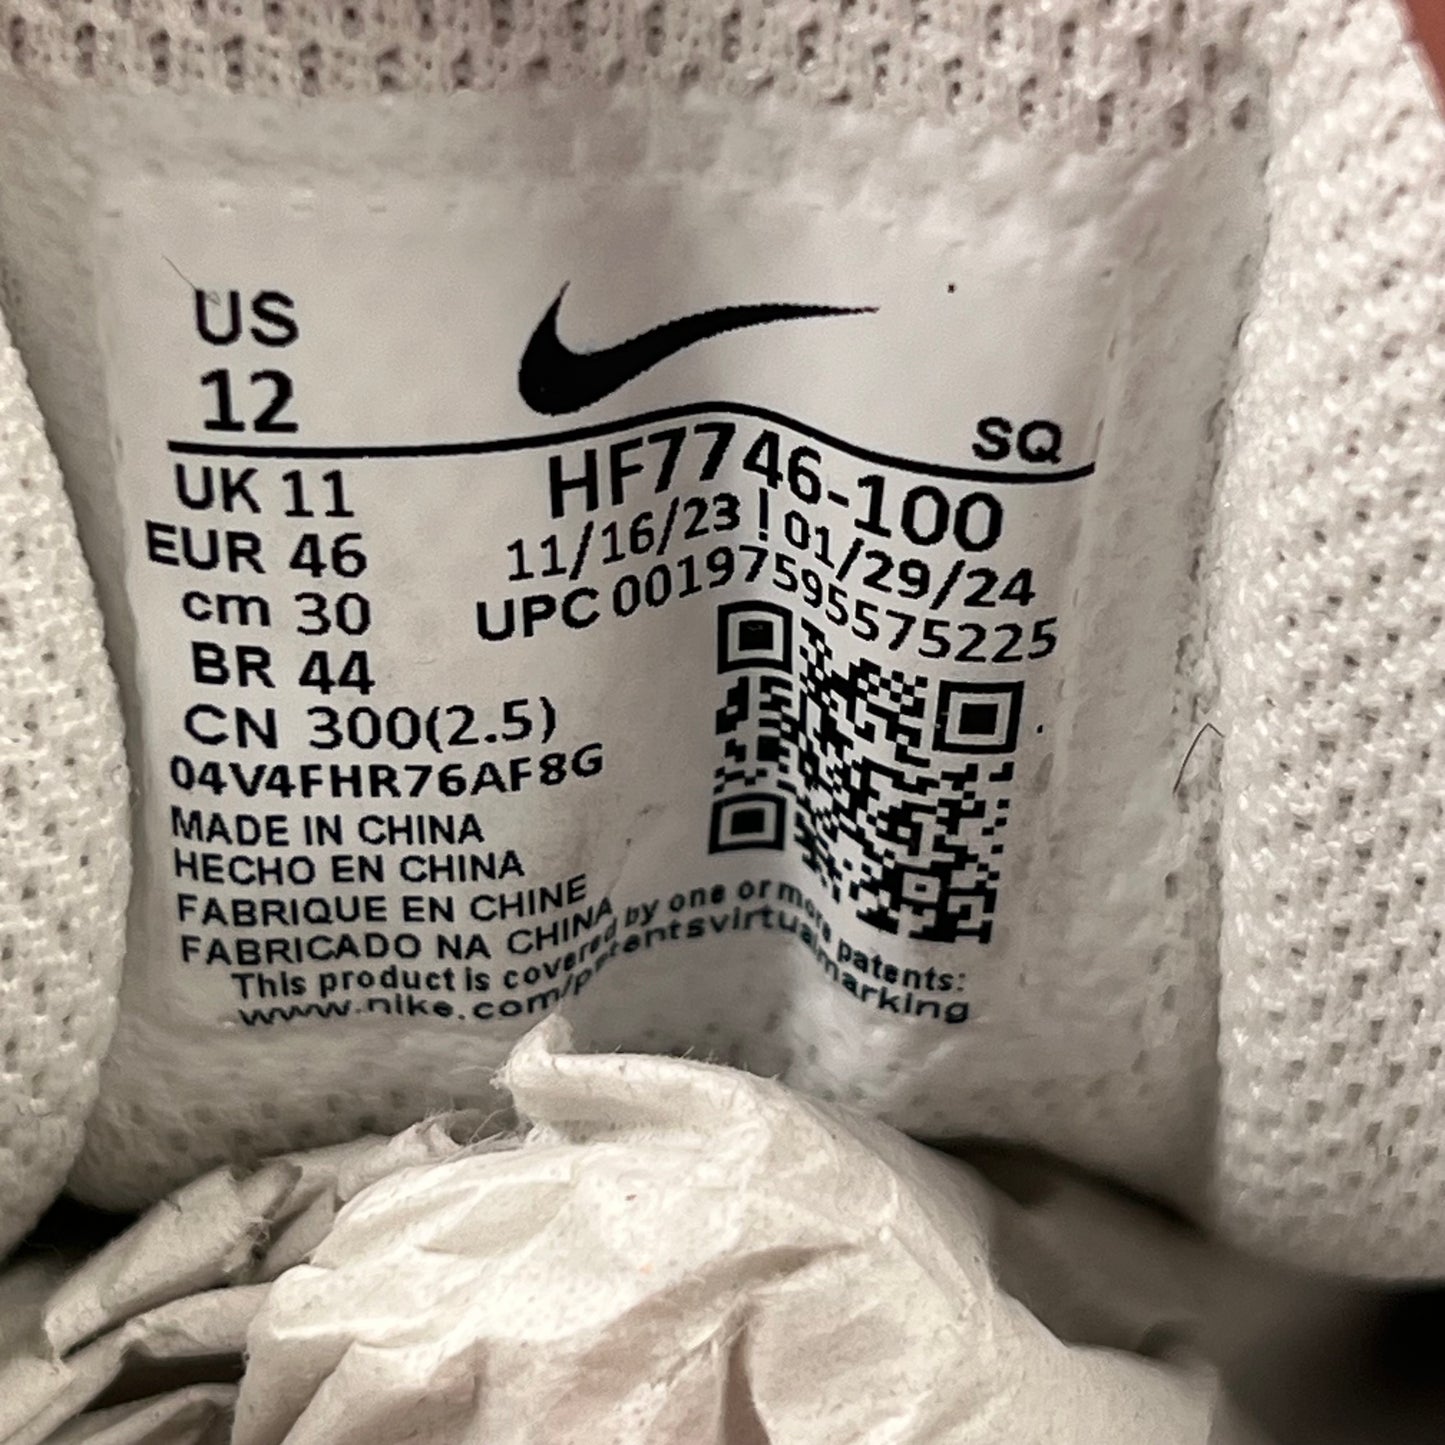 US
12
SQ
UK 11
EUR 46
cm 30
BR 44
CN 300(2.5)
04V4FHR76AF8G
HF7746-100
11/16/23 ! 01/29/24
UPC 00197595575225
MADE IN CHINA
HECHO EN CHINA
FABRIQUE EN CHINE
FABRICADO NA CHINA
This product is covered by one or more patents:
www.nike.com/patentsvirtualmarking